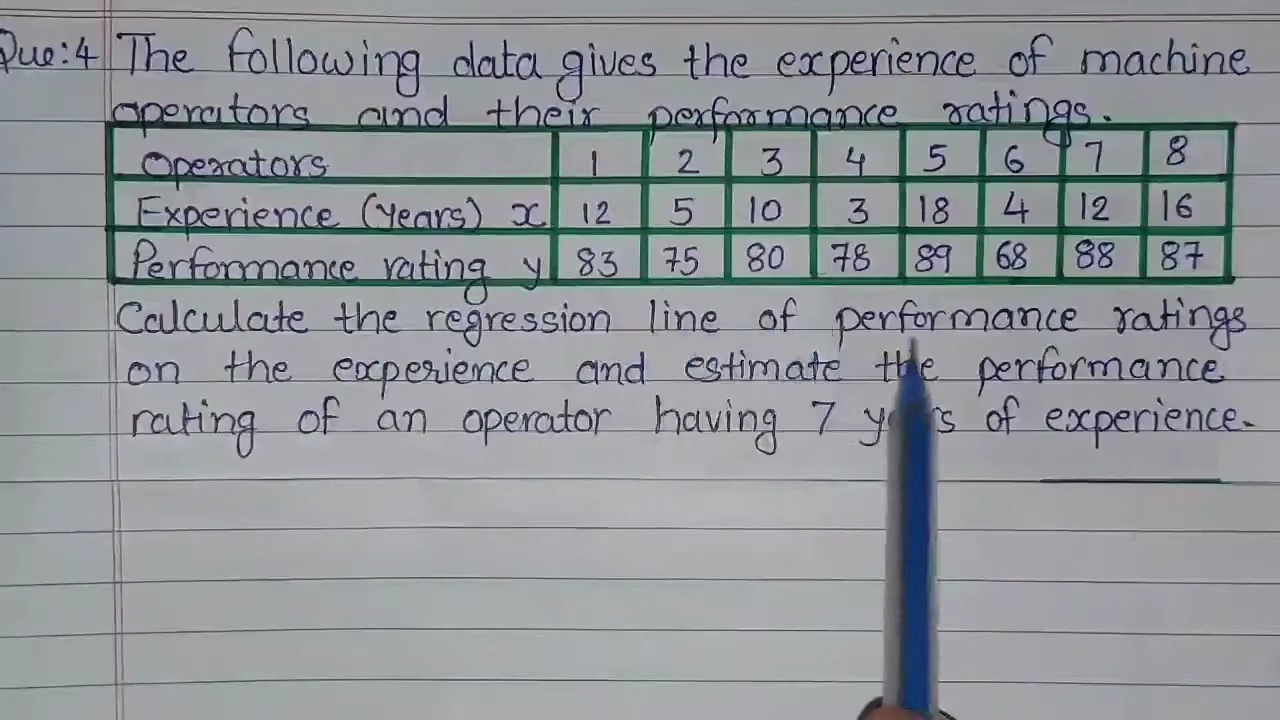 Que:4 The following data gives the experience of machine
operators and their performance ratings.
Operators 1 2 3 4 5 6 7 8
Experience (years) x 12 5 10 3 18 4 12 16
Performance rating y 83 75 80 78 89 68 88 87
Calculate the regression line of performance ratings
on the experience and estimate the performance
rating of an operator having 7 years of experience.